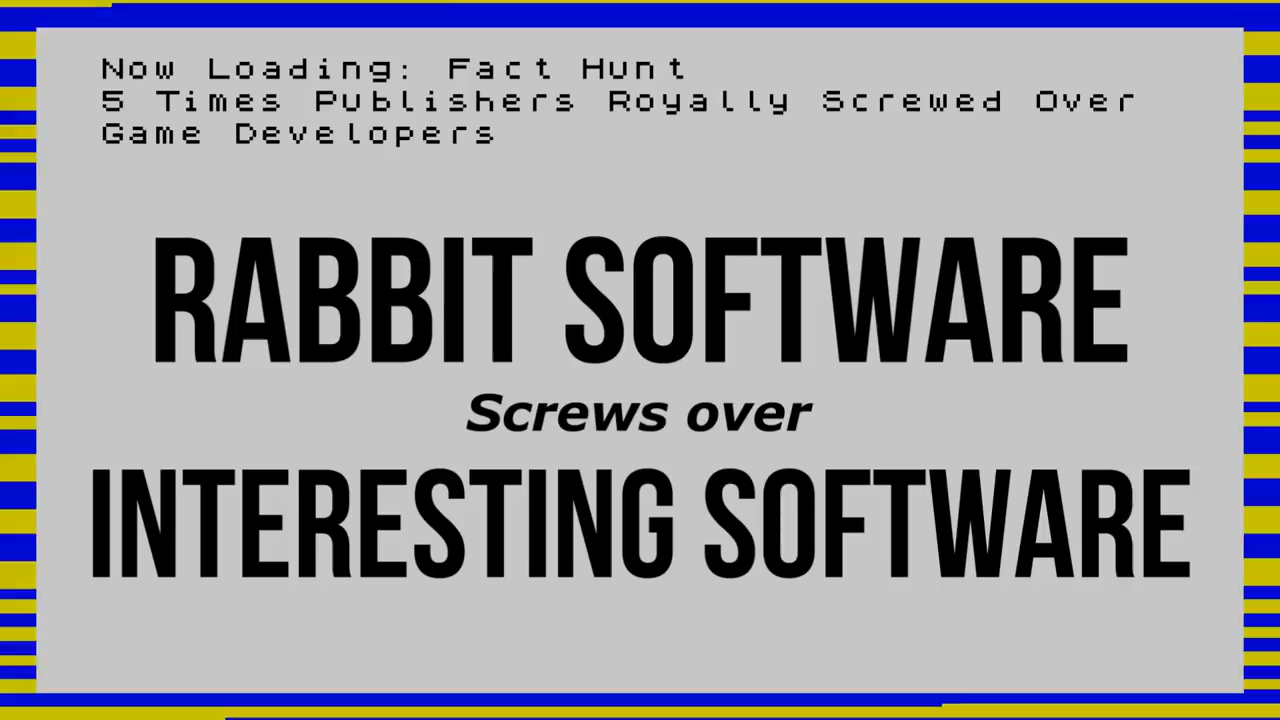 Now Loading: Fact Hunt
5 Times Publishers Royally Screwed Over
Game Developers
RABBIT SOFTWARE
Screws over
INTERESTING SOFTWARE